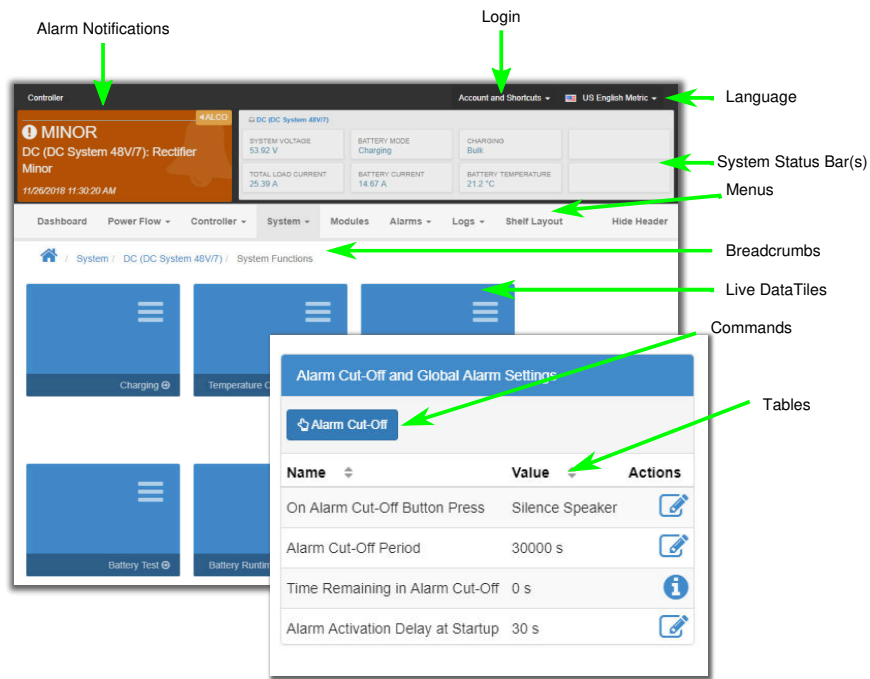 Alarm Notifications
Login
Language
System Status Bar(s)
Menus
Breadcrumbs
Live DataTiles
Commands
Tables
Controller
Account and Shortcuts
US English Metric
ALCO
MINOR
DC (DC System 48V/7): Rectifier
Minor
11/26/2018 11:30:20 AM
DC (DC System 48V/7)
SYSTEM VOLTAGE
53.92 V
BATTERY MODE
Charging
CHARGING
Bulk
TOTAL LOAD CURRENT
25.39 A
BATTERY CURRENT
14.67 A
BATTERY TEMPERATURE
21.2 °C
Dashboard Power Flow Controller System Modules Alarms Logs Shelf Layout Hide Header
/ System / DC (DC System 48V/7) / System Functions
Charging
Temperature C
Battery Test
Battery Runtim
Alarm Cut-Off and Global Alarm Settings
Alarm Cut-Off
Name Value Actions
On Alarm Cut-Off Button Press Silence Speaker
Alarm Cut-Off Period 30000 s
Time Remaining in Alarm Cut-Off 0 s
Alarm Activation Delay at Startup 30 s